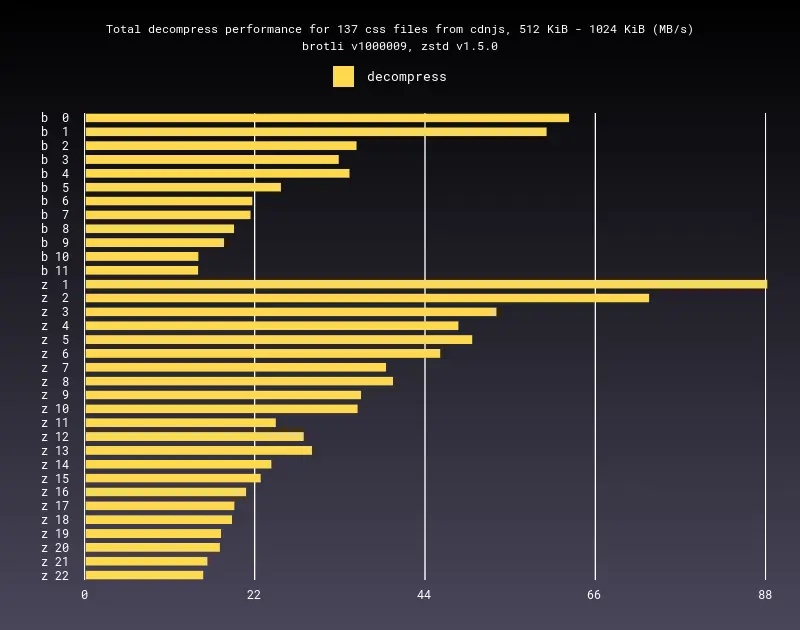 Total decompress performance for 137 css files from cdnjs, 512 KiB - 1024 KiB (MB/s)
brotli v1000009, zstd v1.5.0
decompress
b 0
b 1
b 2
b 3
b 4
b 5
b 6
b 7
b 8
b 9
b 10
b 11
z 1
z 2
z 3
z 4
z 5
z 6
z 7
z 8
z 9
z 10
z 11
z 12
z 13
z 14
z 15
z 16
z 17
z 18
z 19
z 20
z 21
z 22
0 22 44 66 88